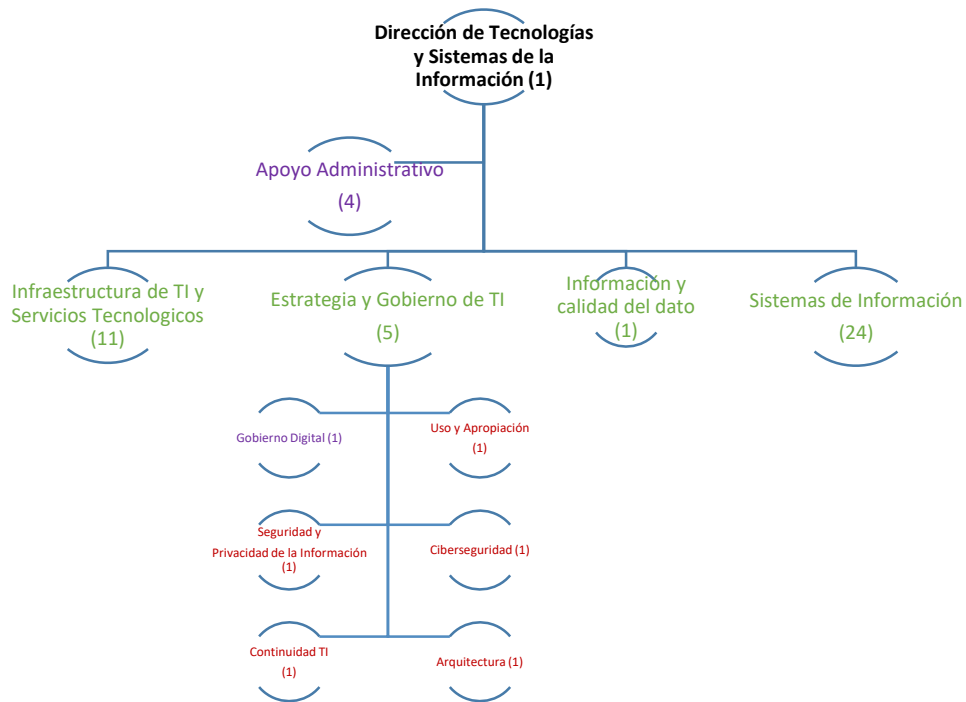 Dirección de Tecnologías
y Sistemas de la
Información (1)
Apoyo Administrativo
(4)
Infraestructura de TI y
Servicios Tecnologicos
(11)
Estrategia y Gobierno de TI
(5)
Información y
calidad del dato
(1)
Sistemas de Información
(24)
Gobierno Digital (1)
Uso y Apropiación
(1)
Seguridad y
Privacidad de la Información
(1)
Ciberseguridad (1)
Continuidad TI
(1)
Arquitectura (1)